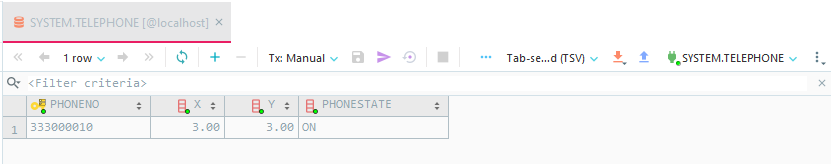 SYSTEM.TELEPHONE [@localhost]
1 row Tx: Manual Tab-se...d (TSV) SYSTEM.TELEPHONE
<Filter criteria>
PHONENO X Y PHONESTATE
1 333000010 3.00 3.00 ON